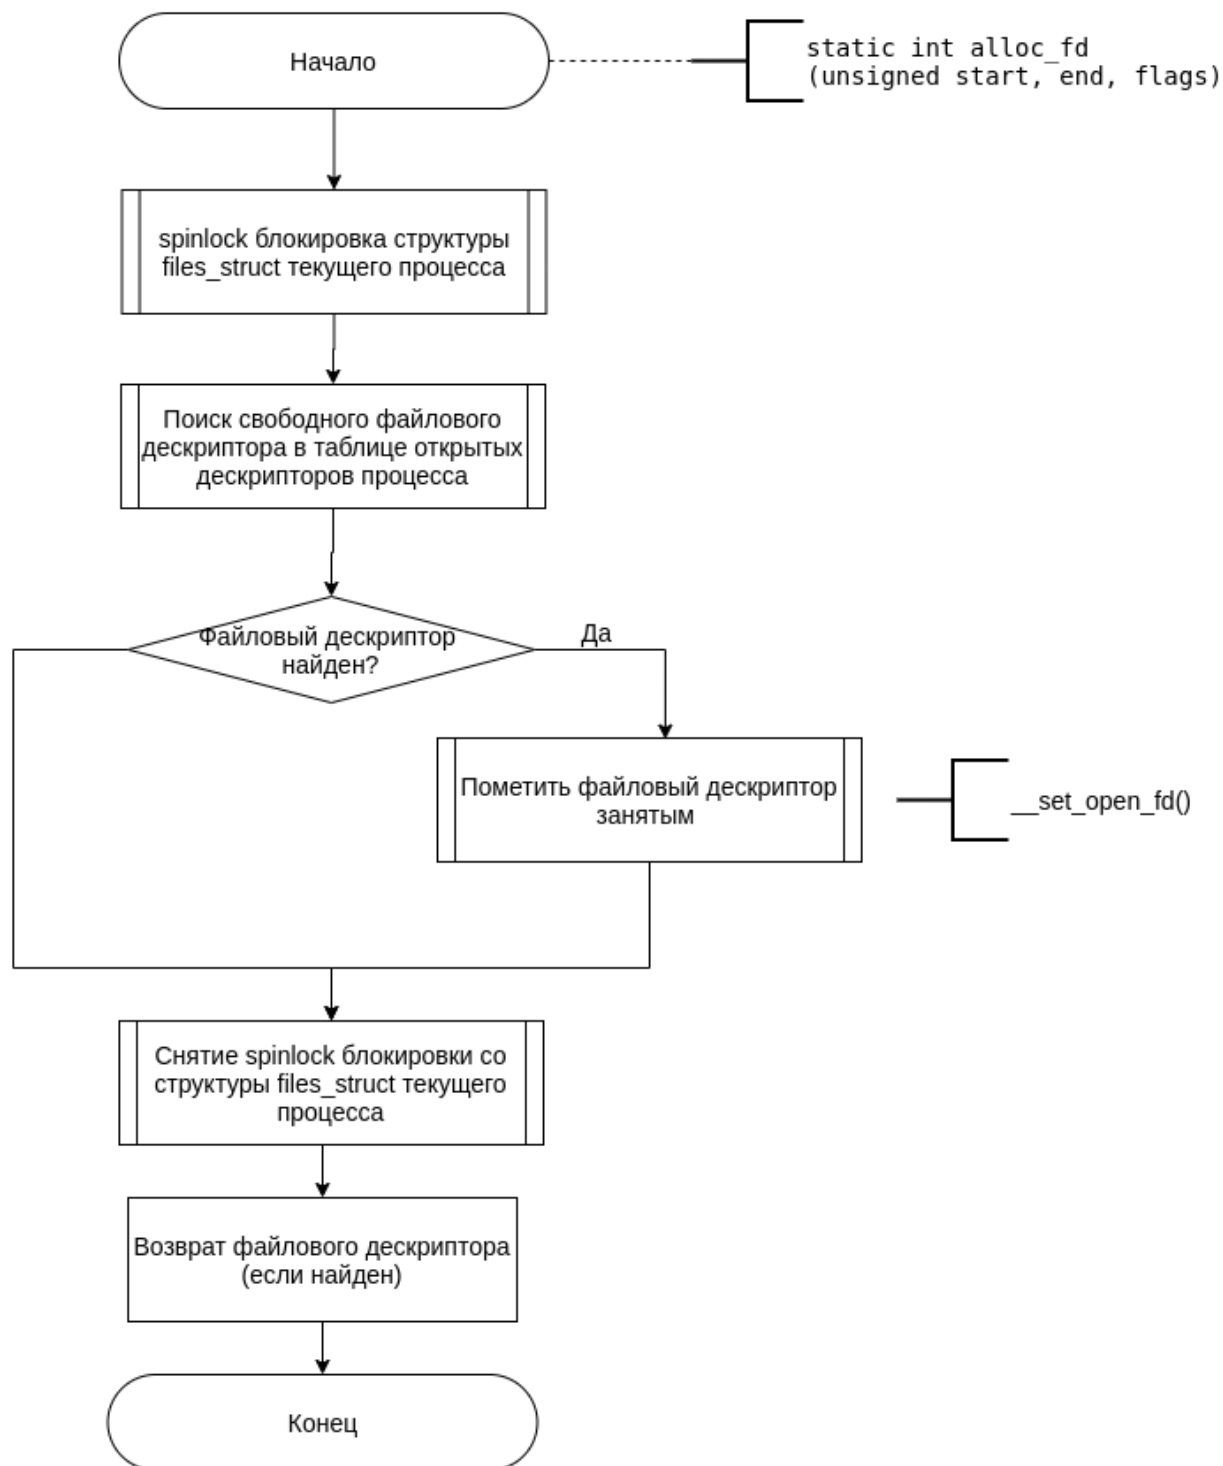 Начало
static int alloc_fd
(unsigned start, end, flags)
spinlock блокировка структуры
files_struct текущего процесса
Поиск свободного файлового
дескриптора в таблице открытых
дескрипторов процесса
Файловый дескриптор
найден?
Да
Пометить файловый дескриптор
занятым
__set_open_fd()
Снятие spinlock блокировки со
структуры files_struct текущего
процесса
Возврат файлового дескриптора
(если найден)
Конец